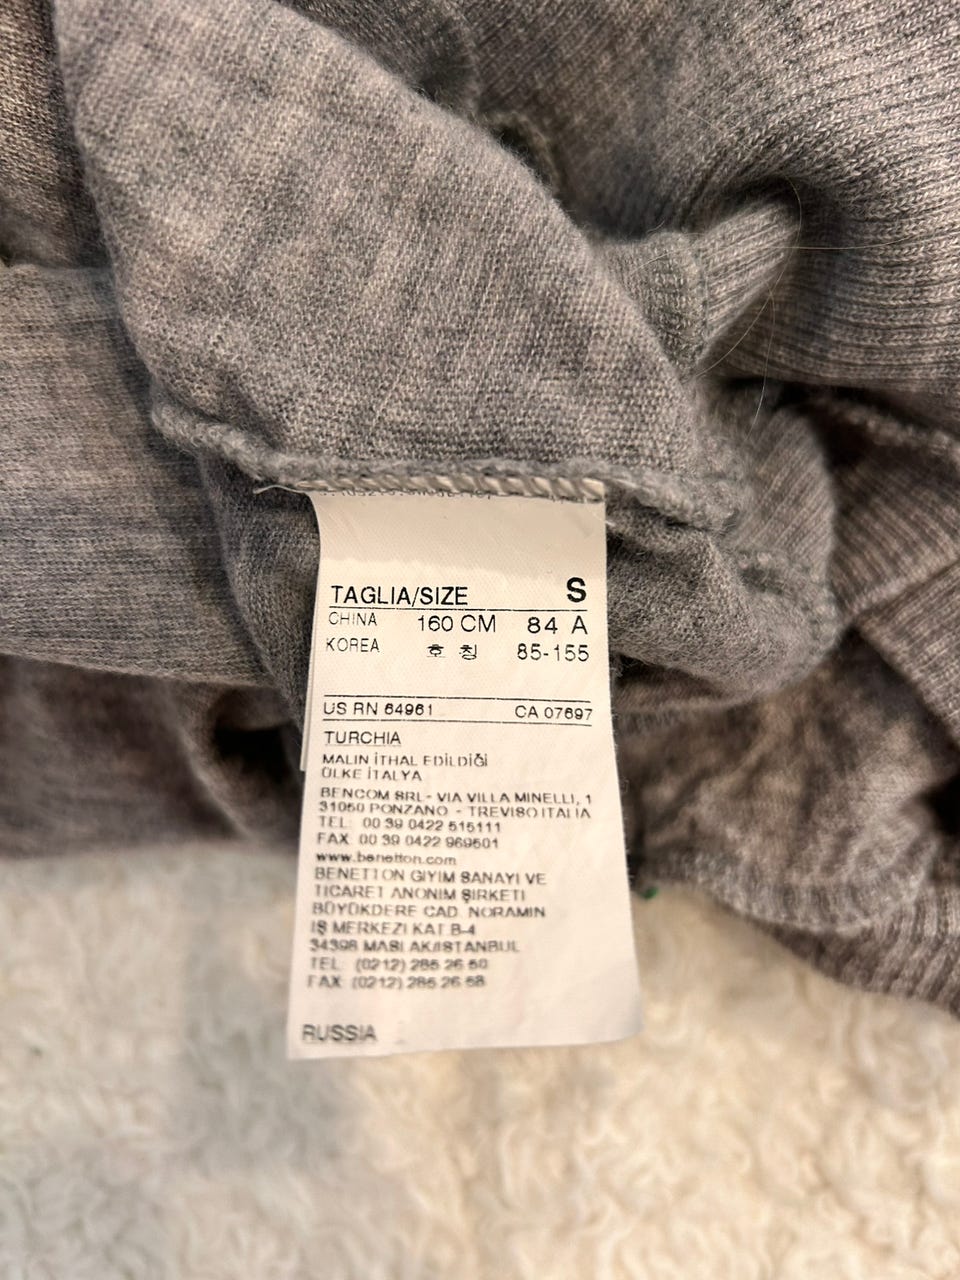 TAGLIA/SIZE S
CHINA 160 CM 84 A
KOREA 호칭 85-155
US RN 64961 CA 07697
TURCHIA
MALIN İTHAL EDİLDİĞİ
ÜLKE İTALYA
BENCOM SRL- VIA VILLA MINELLI, 1
31050 PONZANO - TREVISO ITALIA
TEL: 00 39 0422 515111
FAX 00 39 0422 969501
www.benetton.com
BENETTON GIYIM SANAYI VE
TICARET ANONIM ŞIRKETI
BÜYÜKDERE CAD. NORAMIN
IŞ MERKEZI KAT B-4
34398 MASLAK/ISTANBUL
TEL: (0212) 285 26 50
FAX: (0212) 285 26 58
RUSSIA